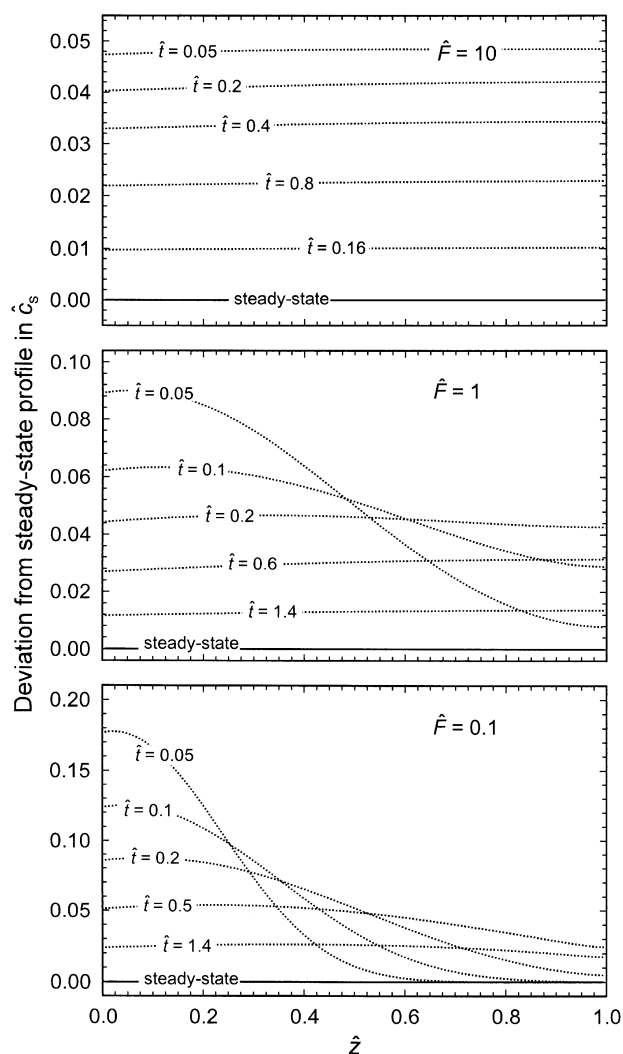 Deviation from steady-state profile in ĉₛ
0.05
0.04
0.03
0.02
0.01
0.00
F̂ = 10
t̂ = 0.05
t̂ = 0.2
t̂ = 0.4
t̂ = 0.8
t̂ = 0.16
steady-state
0.10
0.08
0.06
0.04
0.02
0.00
F̂ = 1
t̂ = 0.05
t̂ = 0.1
t̂ = 0.2
t̂ = 0.6
t̂ = 1.4
steady-state
0.20
0.15
0.10
0.05
0.00
F̂ = 0.1
t̂ = 0.05
t̂ = 0.1
t̂ = 0.2
t̂ = 0.5
t̂ = 1.4
steady-state
0.0 0.2 0.4 0.6 0.8 1.0
ẑ